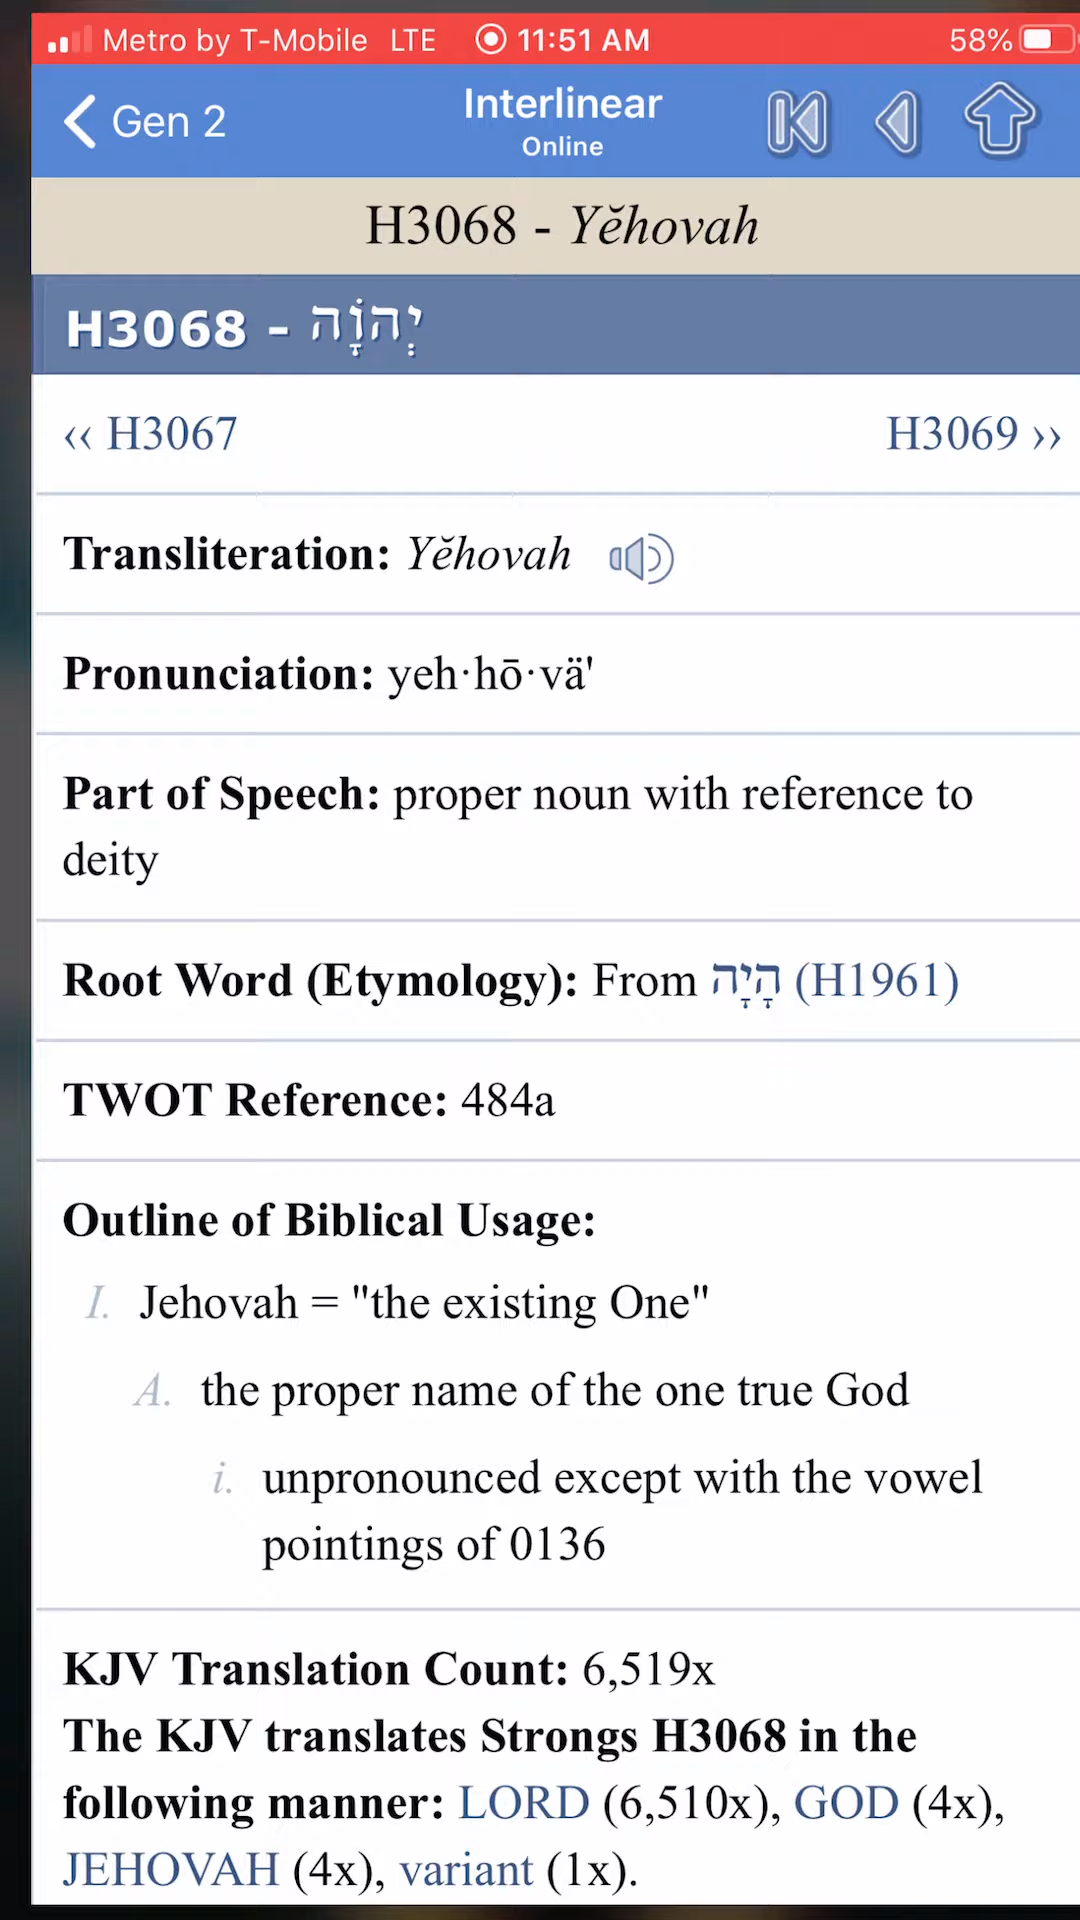 Metro by T-Mobile LTE 11:51 AM 58%
Gen 2
Interlinear
Online
H3068 - Yĕhovah
H3068 - יְהֹוָה
‹‹ H3067 H3069 ››
Transliteration: Yĕhovah
Pronunciation: yeh·hō·vä'
Part of Speech: proper noun with reference to
deity
Root Word (Etymology): From הָיָה (H1961)
TWOT Reference: 484a
Outline of Biblical Usage:
I. Jehovah = "the existing One"
A. the proper name of the one true God
i. unpronounced except with the vowel
pointings of 0136
KJV Translation Count: 6,519x
The KJV translates Strongs H3068 in the
following manner: LORD (6,510x), GOD (4x),
JEHOVAH (4x), variant (1x).